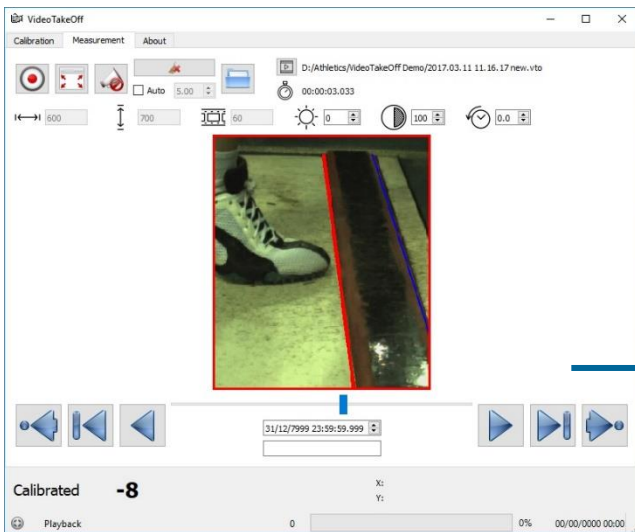 VideoTakeOff
Calibration Measurement About
D:/Athletics/VideoTakeOff Demo/2017.03.11 11.16.17 new.vto
Auto 5.00
00:00:03.033
600 700 60 0 100 0.0
31/12/7999 23:59:59.999
Calibrated -8
X:
Y:
Playback 0 0% 00/00/0000 00:00